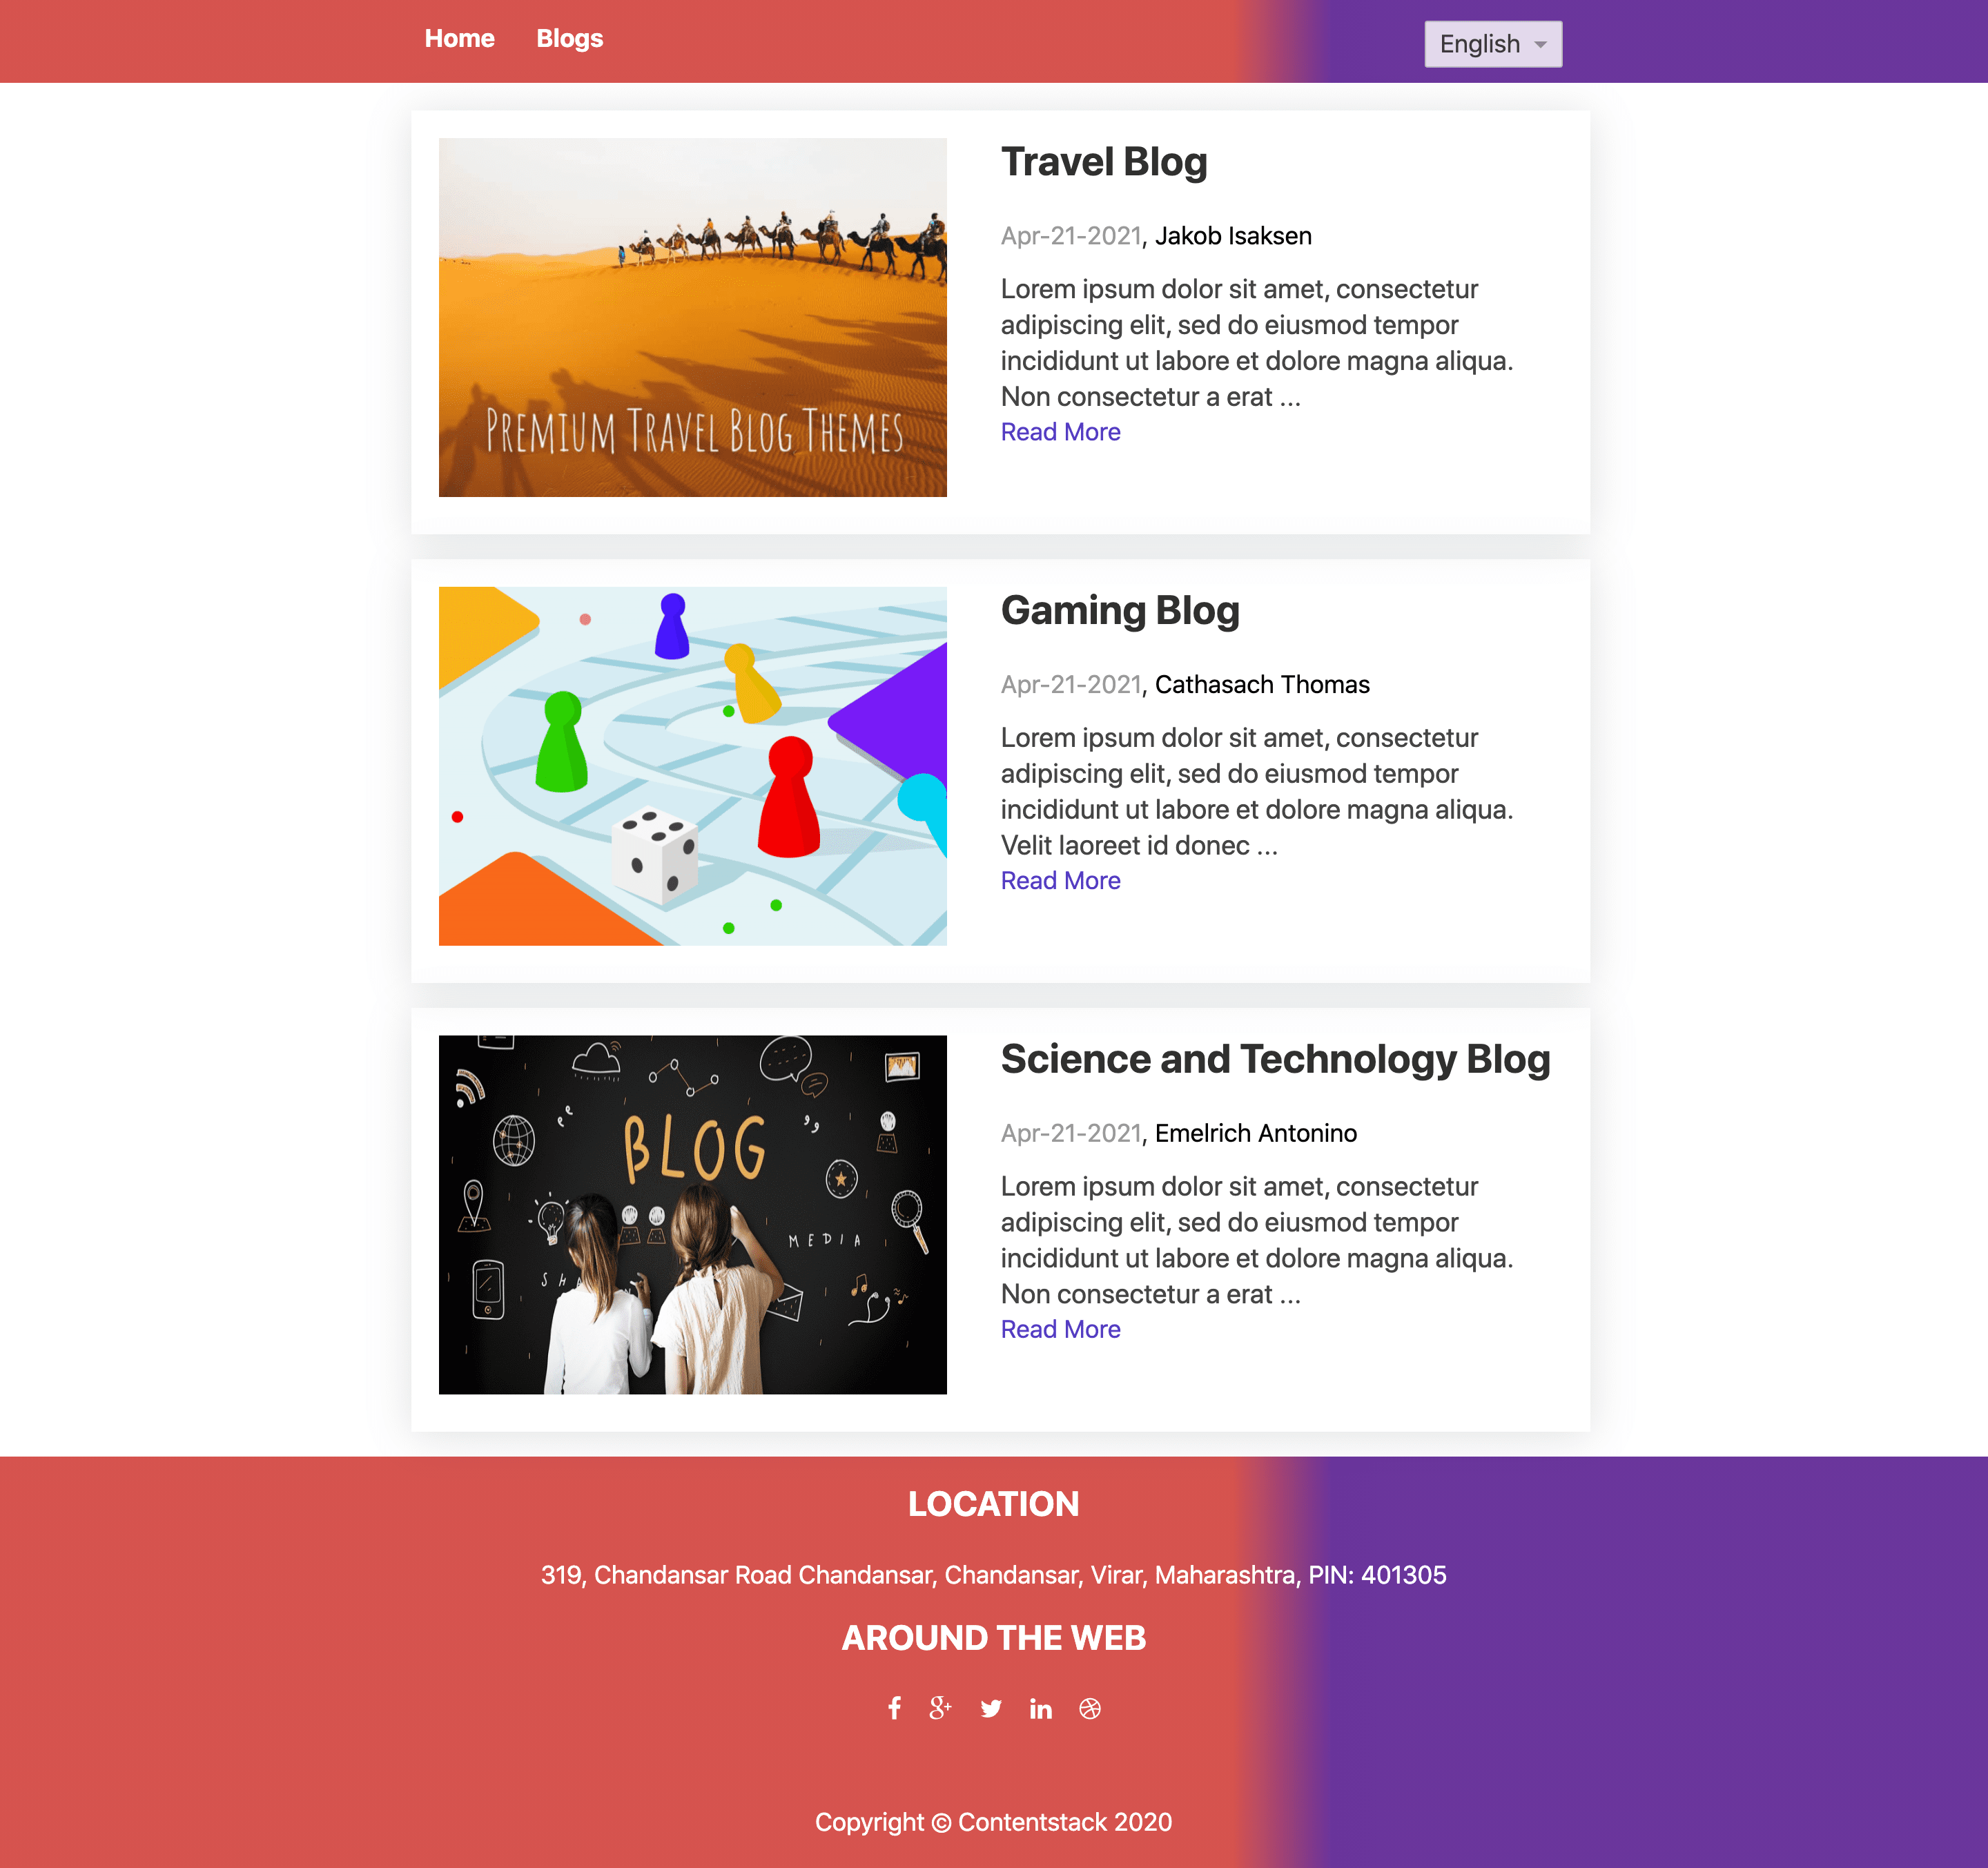 Home Blogs English
Travel Blog
Apr-21-2021, Jakob Isaksen
Lorem ipsum dolor sit amet, consectetur
adipiscing elit, sed do eiusmod tempor
incididunt ut labore et dolore magna aliqua.
Non consectetur a erat ...
Read More
PREMIUM TRAVEL BLOG THEMES
Gaming Blog
Apr-21-2021, Cathasach Thomas
Lorem ipsum dolor sit amet, consectetur
adipiscing elit, sed do eiusmod tempor
incididunt ut labore et dolore magna aliqua.
Velit laoreet id donec ...
Read More
Science and Technology Blog
Apr-21-2021, Emelrich Antonino
Lorem ipsum dolor sit amet, consectetur
adipiscing elit, sed do eiusmod tempor
incididunt ut labore et dolore magna aliqua.
Non consectetur a erat ...
Read More
BLOG
MEDIA
LOCATION
319, Chandansar Road Chandansar, Chandansar, Virar, Maharashtra, PIN: 401305
AROUND THE WEB
Copyright © Contentstack 2020